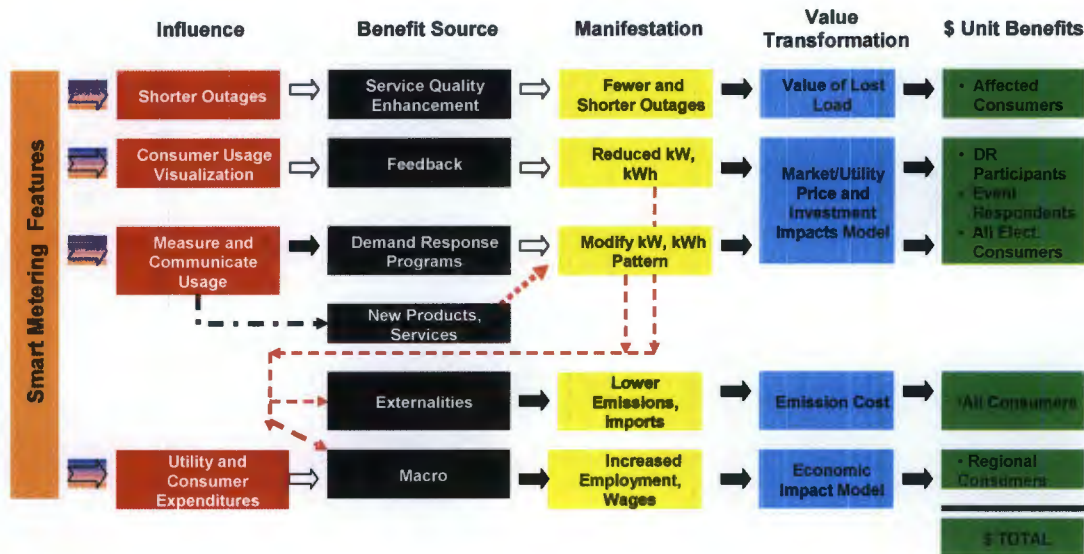 Influence
Benefit Source
Manifestation
Value
Transformation
$ Unit Benefits
Smart Metering Features
Shorter Outages
Service Quality
Enhancement
Fewer and
Shorter Outages
Value of Lost
Load
• Affected
Consumers
Consumer Usage
Visualization
Feedback
Reduced kW,
kWh
Market/Utility
Price and
Investment
Impacts Model
• DR
Participants
• Event
Respondents
• All Elect.
Consumers
Measure and
Communicate
Usage
Demand Response
Programs
Modify kW, kWh
Pattern
New Products,
Services
Externalities
Lower
Emissions,
Imports
Emission Cost
•All Consumers
Utility and
Consumer
Expenditures
Macro
Increased
Employment,
Wages
Economic
Impact Model
• Regional
Consumers
$ TOTAL